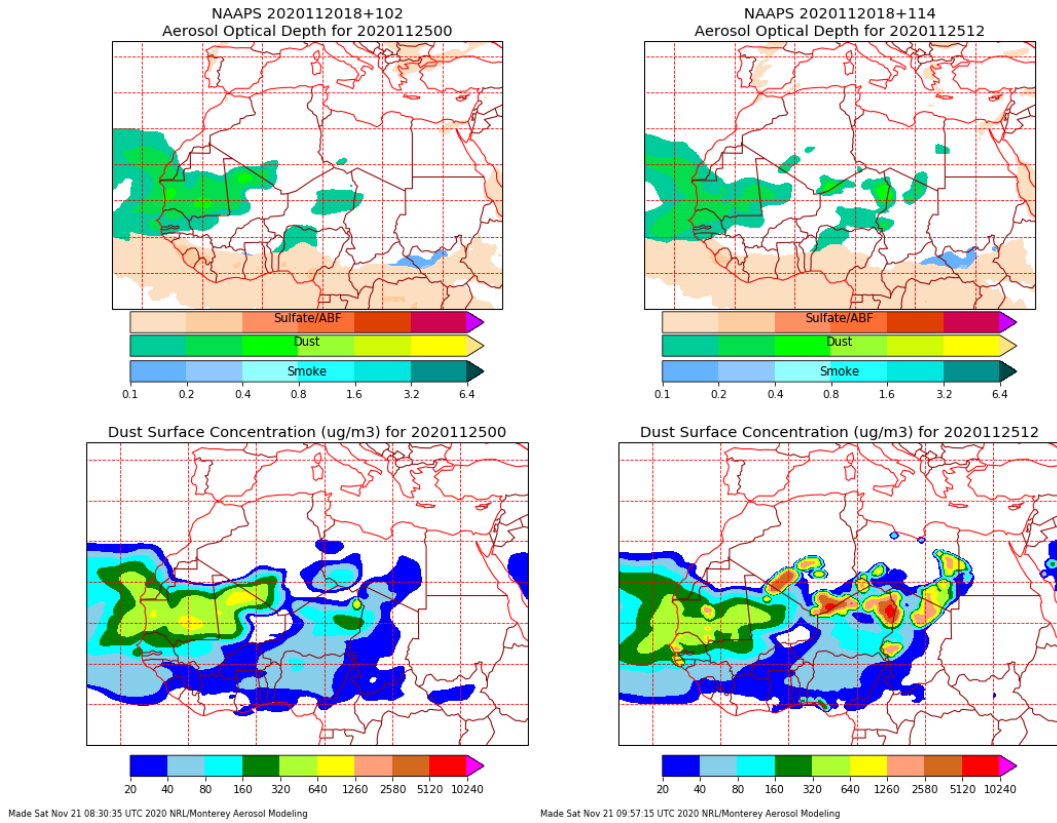 NAAPS 2020112018+102
Aerosol Optical Depth for 2020112500
Sulfate/ABF
Dust
Smoke
0.1 0.2 0.4 0.8 1.6 3.2 6.4
NAAPS 2020112018+114
Aerosol Optical Depth for 2020112512
Sulfate/ABF
Dust
Smoke
0.1 0.2 0.4 0.8 1.6 3.2 6.4
Dust Surface Concentration (ug/m3) for 2020112500
20 40 80 160 320 640 1260 2580 5120 10240
Made Sat Nov 21 08:30:35 UTC 2020 NRL/Monterey Aerosol Modeling
Dust Surface Concentration (ug/m3) for 2020112512
20 40 80 160 320 640 1260 2580 5120 10240
Made Sat Nov 21 09:57:15 UTC 2020 NRL/Monterey Aerosol Modeling